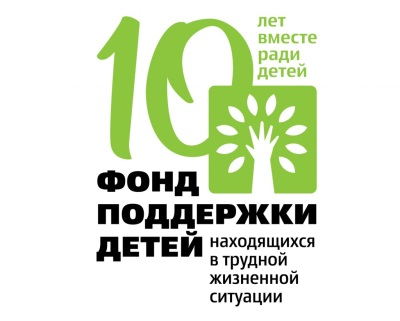 10 лет
вместе
ради
детей
ФОНД
ПОДДЕРЖКИ
ДЕТЕЙ находящихся
в трудной
жизненной
ситуации